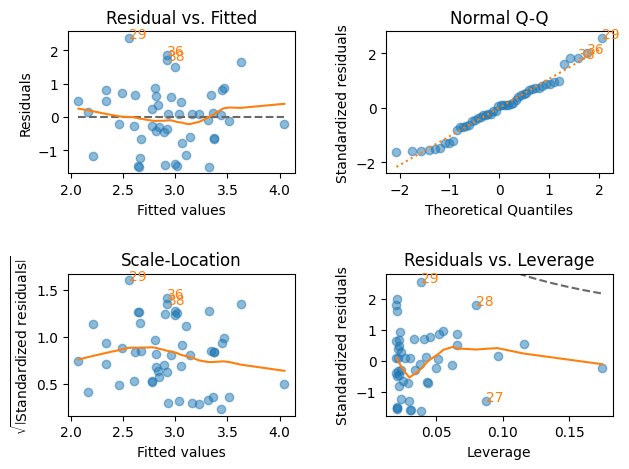 Residual vs. Fitted
Residuals
29
36
38
−1
0
1
2
2.0 2.5 3.0 3.5 4.0
Fitted values
Normal Q-Q
Standardized residuals
29
36
38
−2
0
2
−2 −1 0 1 2
Theoretical Quantiles
Scale-Location
√|Standardized residuals|
29
36
38
0.5
1.0
1.5
2.0 2.5 3.0 3.5 4.0
Fitted values
Residuals vs. Leverage
Standardized residuals
29
28
27
−1
0
1
2
0.05 0.10 0.15
Leverage